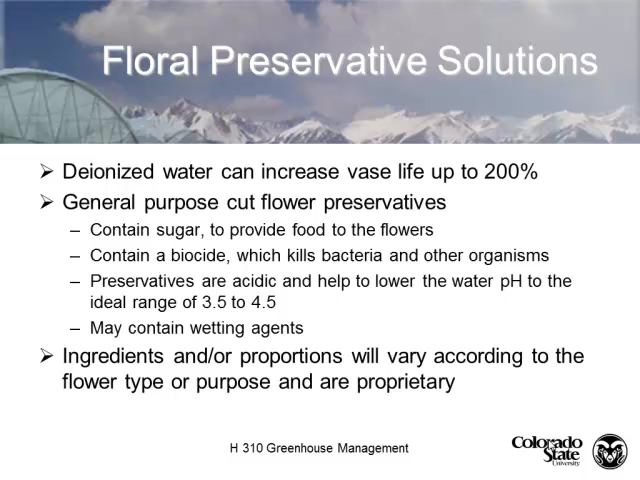 Floral Preservative Solutions
➢ Deionized water can increase vase life up to 200%
➢ General purpose cut flower preservatives
– Contain sugar, to provide food to the flowers
– Contain a biocide, which kills bacteria and other organisms
– Preservatives are acidic and help to lower the water pH to the
ideal range of 3.5 to 4.5
– May contain wetting agents
➢ Ingredients and/or proportions will vary according to the
flower type or purpose and are proprietary
H 310 Greenhouse Management
Colorado
State
University